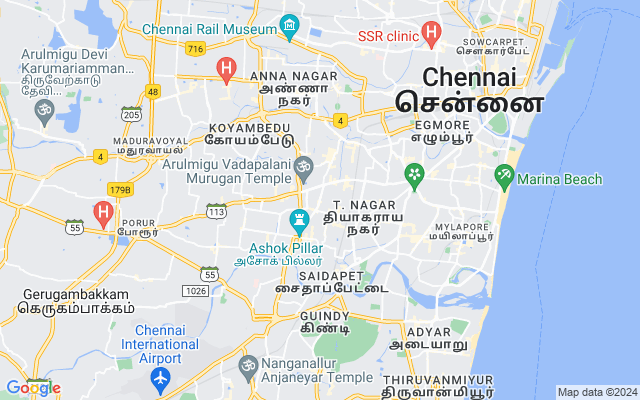 Chennai Rail Museum
SSR clinic
SOWCARPET
சௌகார்பேட்
716
Arulmigu Devi
Karumariamman...
திருவேற்காடு
தேவி...
H
H
ANNA NAGAR
அண்ணா
நகர்
Chennai
சென்னை
48
205
4
KOYAMBEDU
கோயம்பேடு
EGMORE
எழும்பூர்
MADURAVOYAL
மதுரவாயல்
4
Arulmigu Vadapalani
Murugan Temple
179B
Marina Beach
T. NAGAR
தியாகராய
நகர்
H
113
55
PORUR
போரூர்
55
MYLAPORE
மயிலாப்பூர்
Ashok Pillar
அசோக் பில்லர்
SAIDAPET
சைதாப்பேட்டை
55
1026
Gerugambakkam
கெருகம்பாக்கம்
GUINDY
கிண்டி
Chennai
International
Airport
ADYAR
அடையாறு
Nanganallur
Anjaneyar Temple
THIRUVANMIYUR
திருவான்மியூர்
Google
Map data ©2024